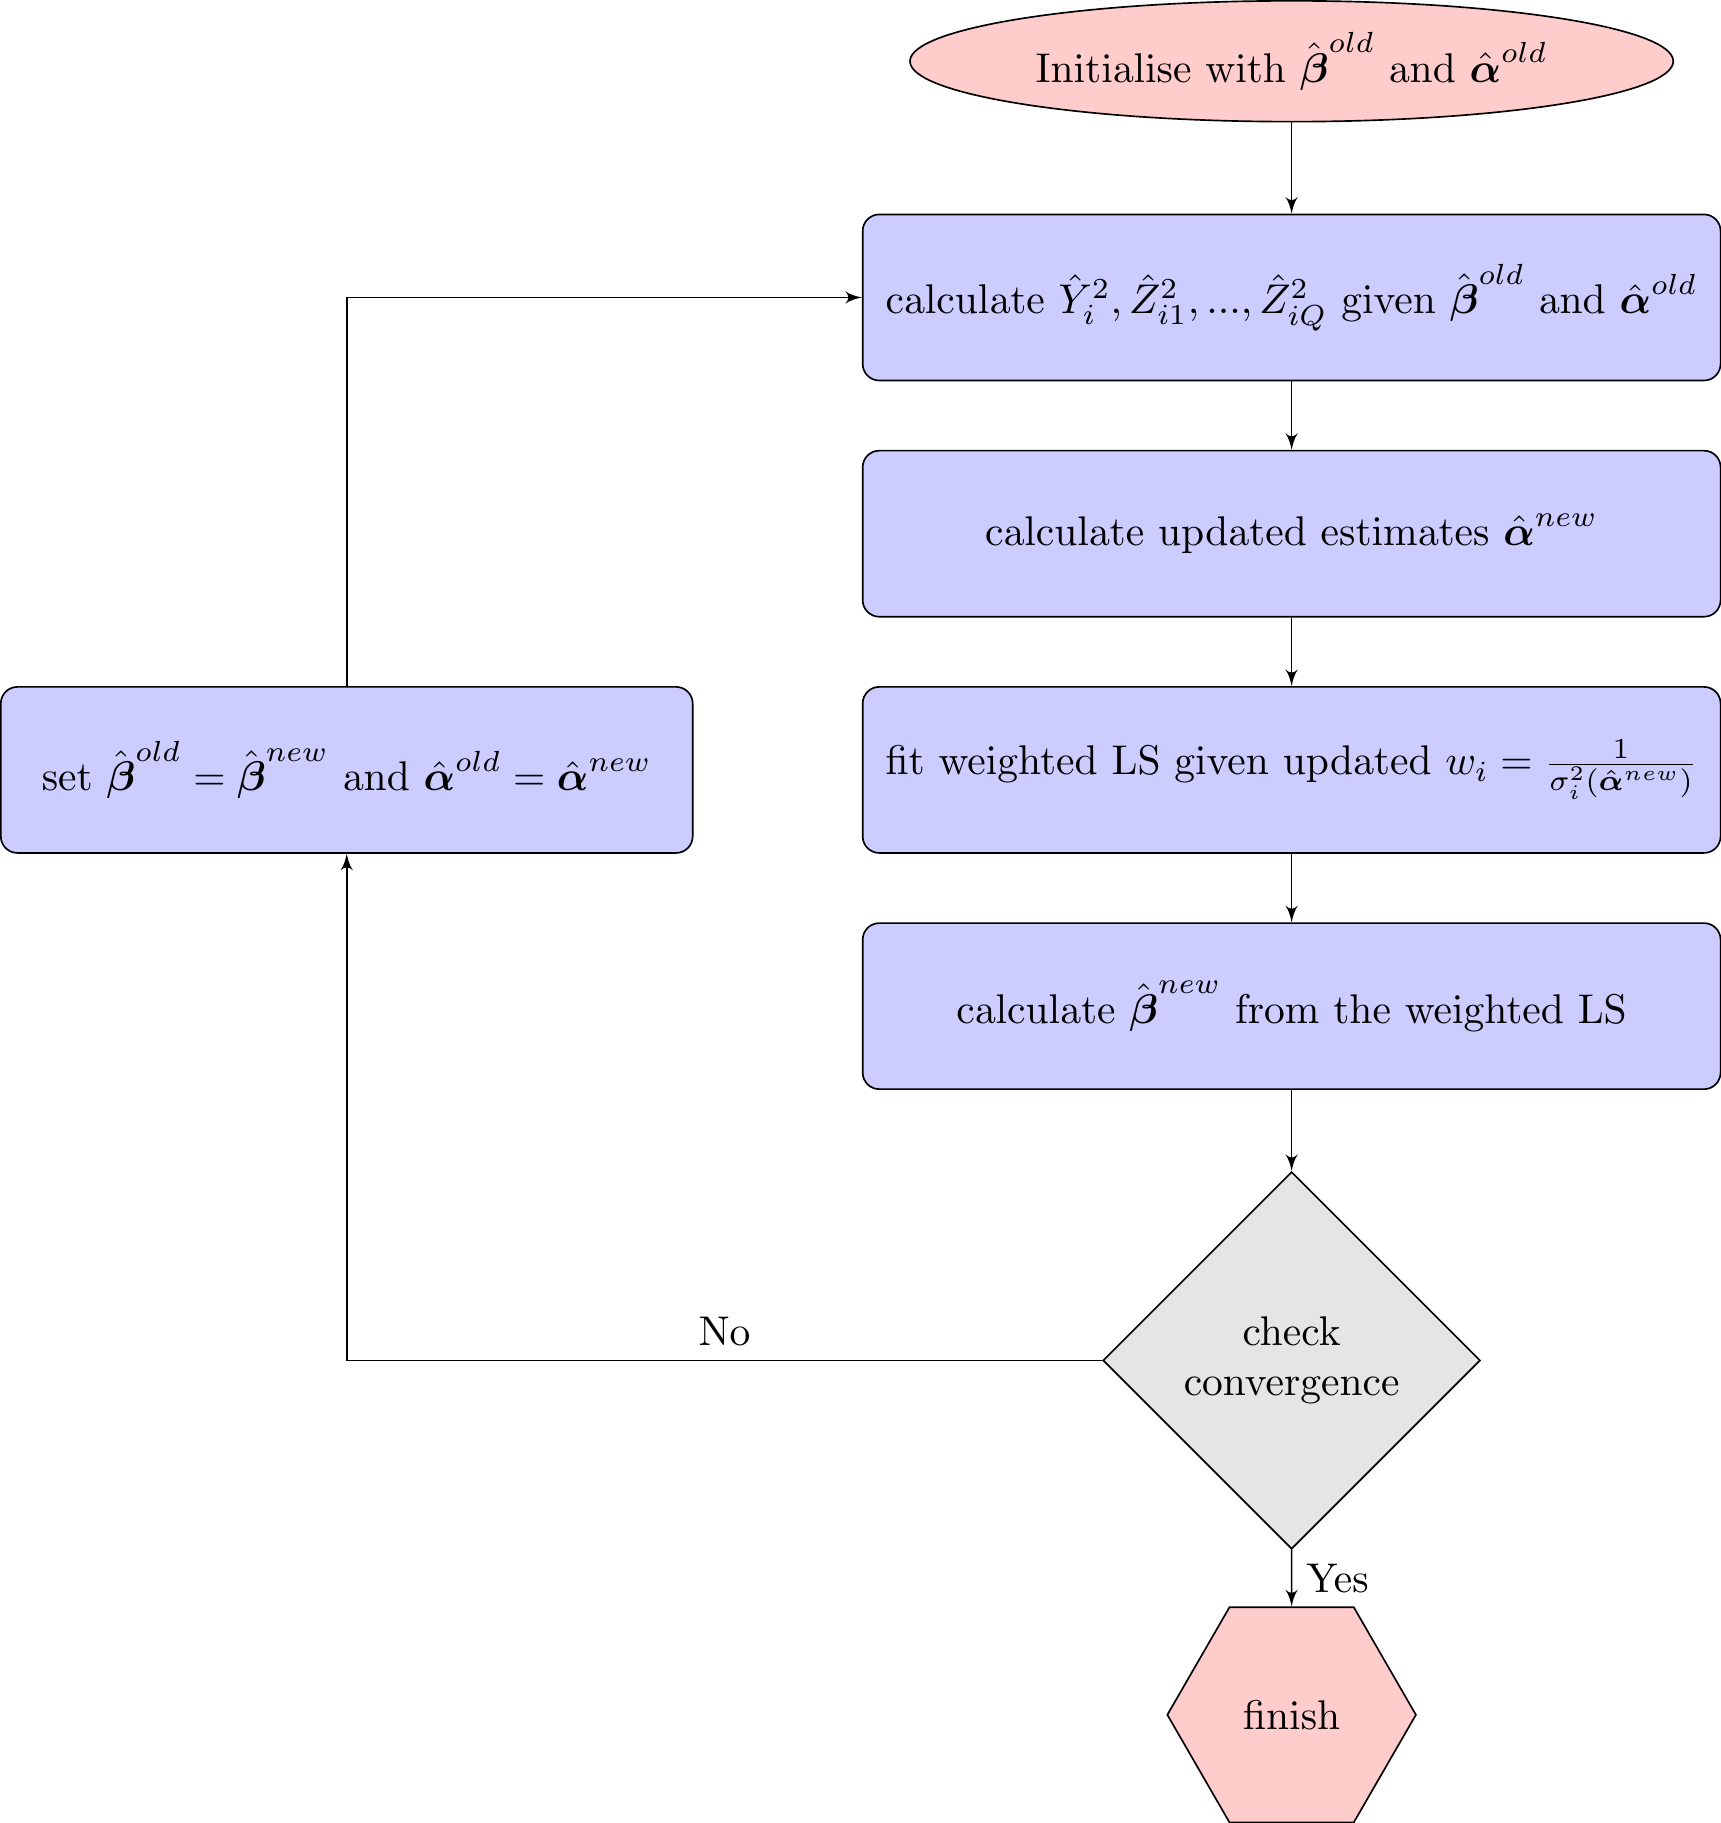 Initialise with $\hat{\boldsymbol{\beta}}^{old}$ and $\hat{\boldsymbol{\alpha}}^{old}$
calculate $\hat{Y}_i^2, \hat{Z}_{i1}^2, ..., \hat{Z}_{iQ}^2$ given $\hat{\boldsymbol{\beta}}^{old}$ and $\hat{\boldsymbol{\alpha}}^{old}$
calculate updated estimates $\hat{\boldsymbol{\alpha}}^{new}$
fit weighted LS given updated $w_i = \frac{1}{\sigma_i^2(\hat{\boldsymbol{\alpha}}^{new})}$
set $\hat{\boldsymbol{\beta}}^{old} = \hat{\boldsymbol{\beta}}^{new}$ and $\hat{\boldsymbol{\alpha}}^{old} = \hat{\boldsymbol{\alpha}}^{new}$
calculate $\hat{\boldsymbol{\beta}}^{new}$ from the weighted LS
check
convergence
No
Yes
finish